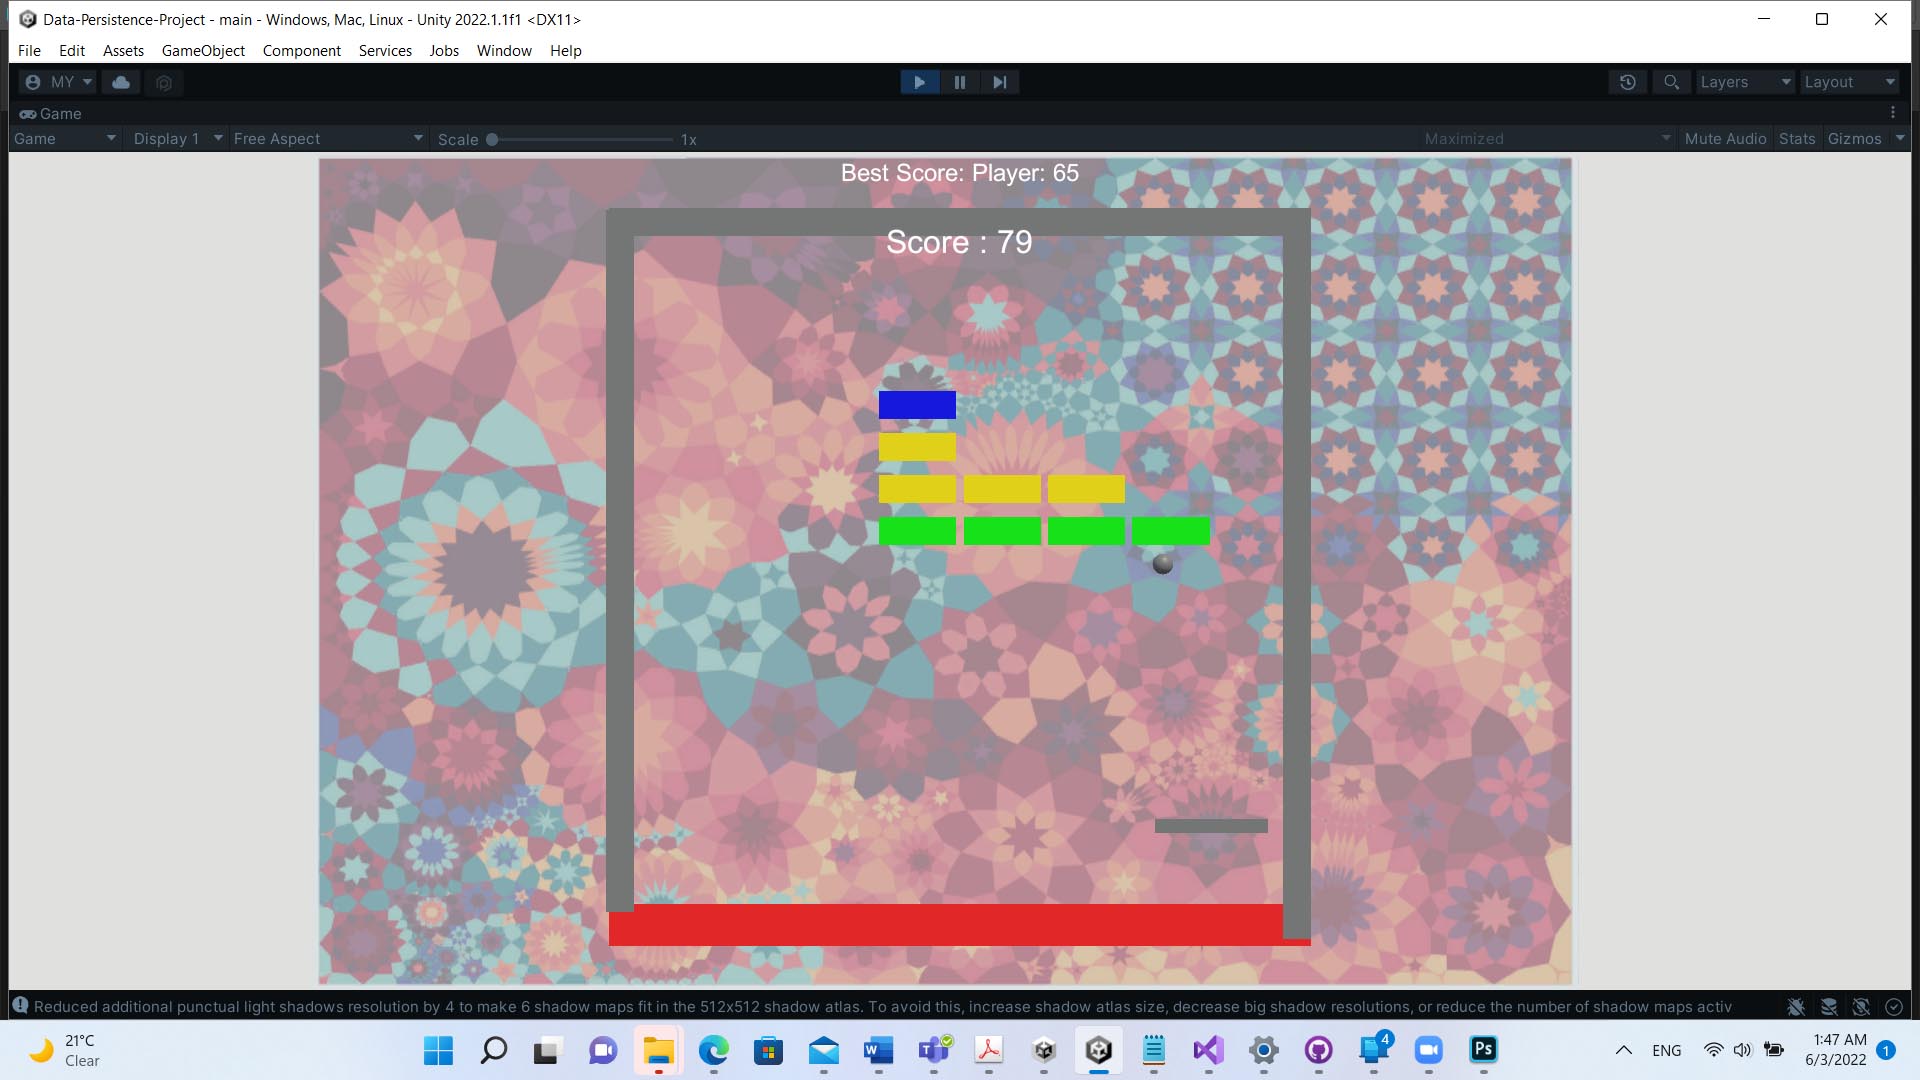 Data-Persistence-Project - main - Windows, Mac, Linux - Unity 2022.1.1f1 <DX11>
File Edit Assets GameObject Component Services Jobs Window Help
MY Layers Layout
Game
Game Display 1 Free Aspect Scale 1x Maximized Mute Audio Stats Gizmos
Best Score: Player: 65
Score : 79
Reduced additional punctual light shadows resolution by 4 to make 6 shadow maps fit in the 512x512 shadow atlas. To avoid this, increase shadow atlas size, decrease big shadow resolutions, or reduce the number of shadow maps activ
21°C
Clear
W
T
4
Ps
ENG
1:47 AM
6/3/2022
1